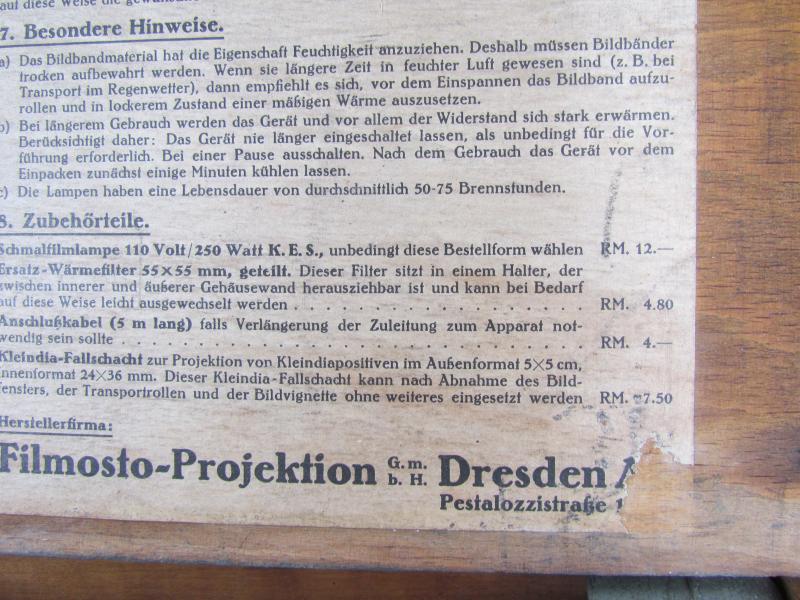 auf diese Weise die
7. Besondere Hinweise.
a) Das Bildbandmaterial hat die Eigenschaft Feuchtigkeit anzuziehen. Deshalb müssen Bildbänder
trocken aufbewahrt werden. Wenn sie längere Zeit in feuchter Luft gewesen sind (z. B. bei
Transport im Regenwetter), dann empfiehlt es sich, vor dem Einspannen das Bildband aufzu-
rollen und in lockerem Zustand einer mäßigen Wärme auszusetzen.
b) Bei längerem Gebrauch werden das Gerät und vor allem der Widerstand sich stark erwärmen.
Berücksichtigt daher: Das Gerät nie länger eingeschaltet lassen, als unbedingt für die Vor-
führung erforderlich. Bei einer Pause ausschalten. Nach dem Gebrauch das Gerät vor dem
Einpacken zunächst einige Minuten kühlen lassen.
c) Die Lampen haben eine Lebensdauer von durchschnittlich 50-75 Brennstunden.
8. Zubehörteile.
Schmalfilmlampe 110 Volt/250 Watt K. E. S., unbedingt diese Bestellform wählen RM. 12.—
Ersatz-Wärmefilter 55×55 mm, geteilt. Dieser Filter sitzt in einem Halter, der
zwischen innerer und äußerer Gehäusewand herausziehbar ist und kann bei Bedarf
auf diese Weise leicht ausgewechselt werden . . . . . . . . . . . . . . . . . RM. 4.80
Anschlußkabel (5 m lang) falls Verlängerung der Zuleitung zum Apparat not-
wendig sein sollte . . . . . . . . . . . . . . . . . . . . . . . . . . . . . RM. 4.—
Kleindia-Fallschacht zur Projektion von Kleindiapositiven im Außenformat 5×5 cm,
Innenformat 24×36 mm. Dieser Kleindia-Fallschacht kann nach Abnahme des Bild-
fensters, der Transportrollen und der Bildvignette ohne weiteres eingesetzt werden RM. 7.50
Herstellerfirma:
Filmosto-Projektion G. m. b. H. Dresden A
Pestalozzistraße